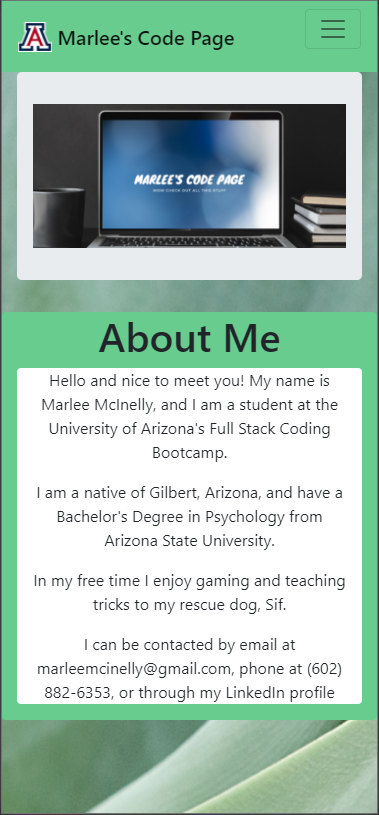 A
Marlee's Code Page
MARLEE'S CODE PAGE
NOW CHECK OUT ALL THIS STUFF
About Me
Hello and nice to meet you! My name is
Marlee McInelly, and I am a student at the
University of Arizona's Full Stack Coding
Bootcamp.
I am a native of Gilbert, Arizona, and have a
Bachelor's Degree in Psychology from
Arizona State University.
In my free time I enjoy gaming and teaching
tricks to my rescue dog, Sif.
I can be contacted by email at
marleemcinelly@gmail.com, phone at (602)
882-6353, or through my LinkedIn profile